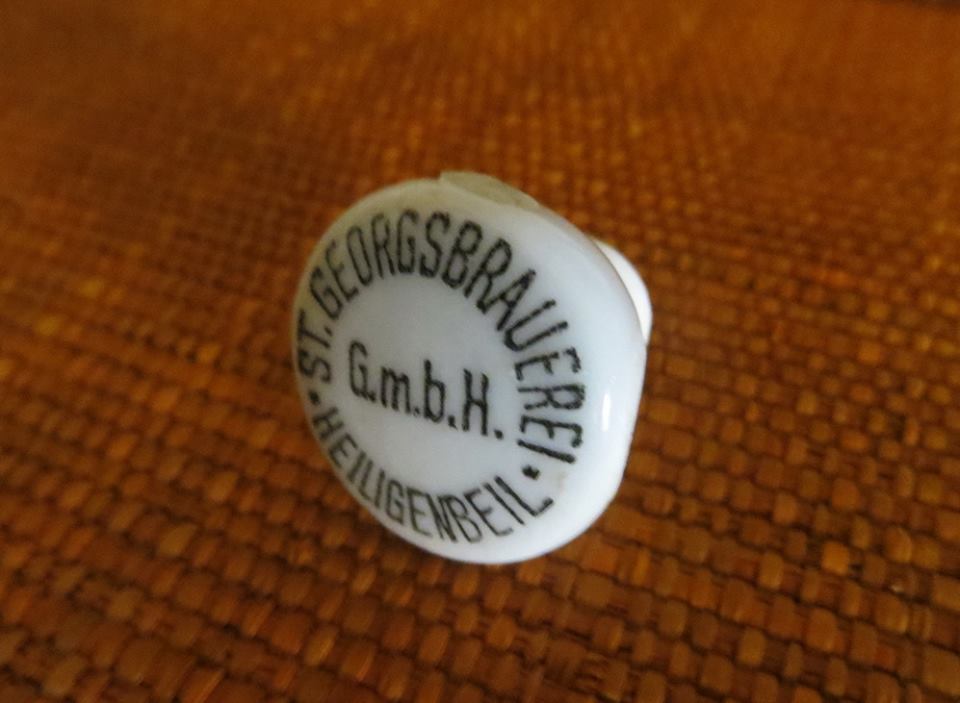 ST. GEORGSBRAUEREI
G.m.b.H.
• HEILIGENBEIL •